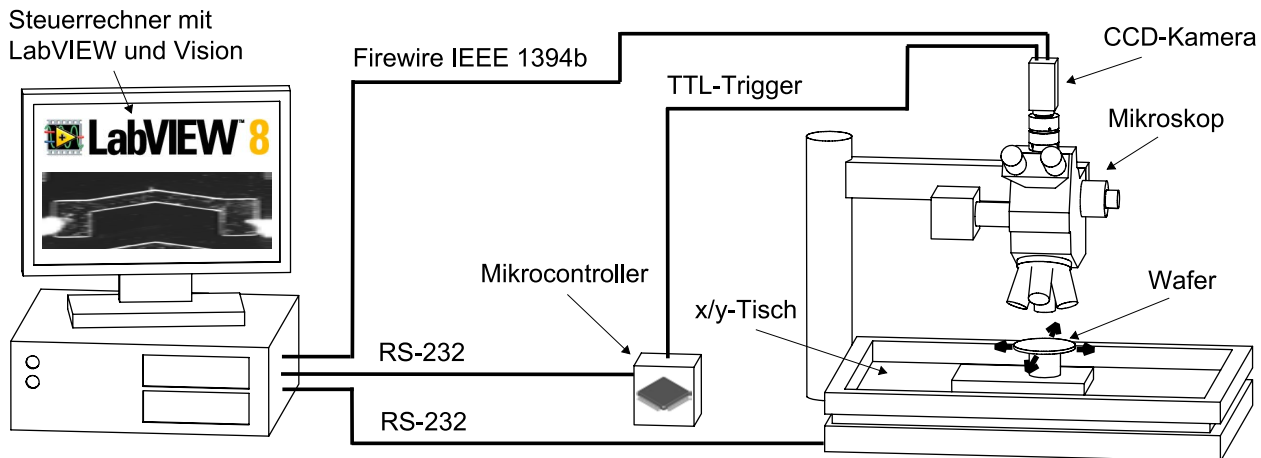 Steuerrechner mit
LabVIEW und Vision
Firewire IEEE 1394b
CCD-Kamera
TTL-Trigger
LabVIEW™ 8
Mikroskop
Mikrocontroller
Wafer
x/y-Tisch
RS-232
RS-232